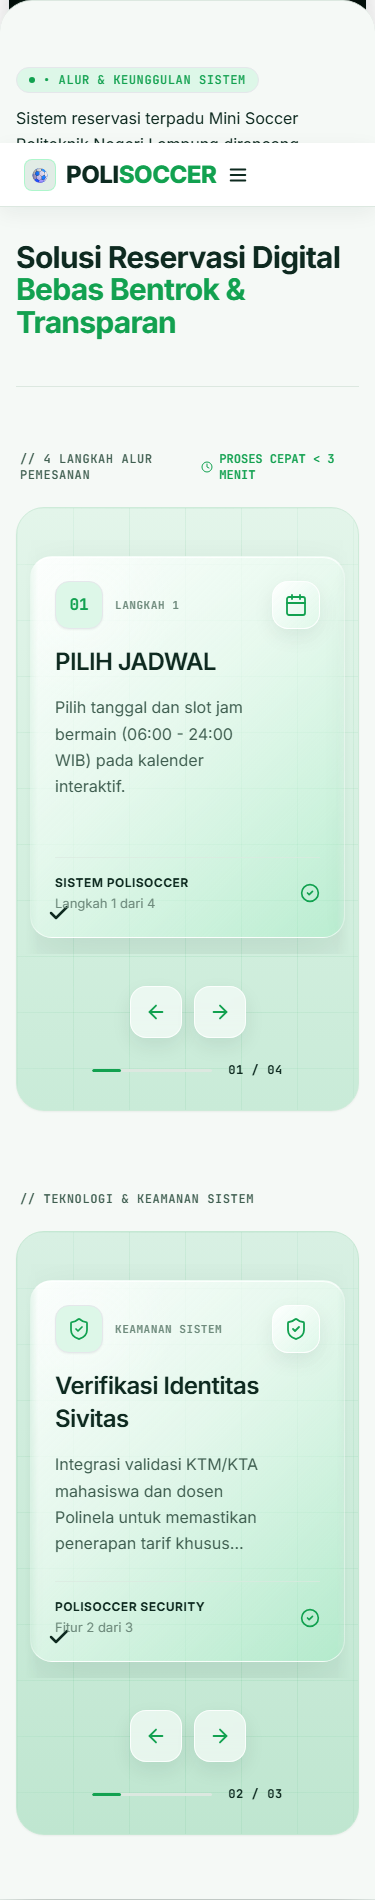 • ALUR & KEUNGGULAN SISTEM
Sistem reservasi terpadu Mini Soccer
Politeknik Negeri Lampung dirancang
POLISOCCER
Solusi Reservasi Digital
Bebas Bentrok &
Transparan
// 4 LANGKAH ALUR
PEMESANAN
PROSES CEPAT < 3
MENIT
01
LANGKAH 1
PILIH JADWAL
Pilih tanggal dan slot jam
bermain (06:00 - 24:00
WIB) pada kalender
interaktif.
SISTEM POLISOCCER
Langkah 1 dari 4
01 / 04
// TEKNOLOGI & KEAMANAN SISTEM
KEAMANAN SISTEM
Verifikasi Identitas
Sivitas
Integrasi validasi KTM/KTA
mahasiswa dan dosen
Polinela untuk memastikan
penerapan tarif khusus...
POLISOCCER SECURITY
Fitur 2 dari 3
02 / 03